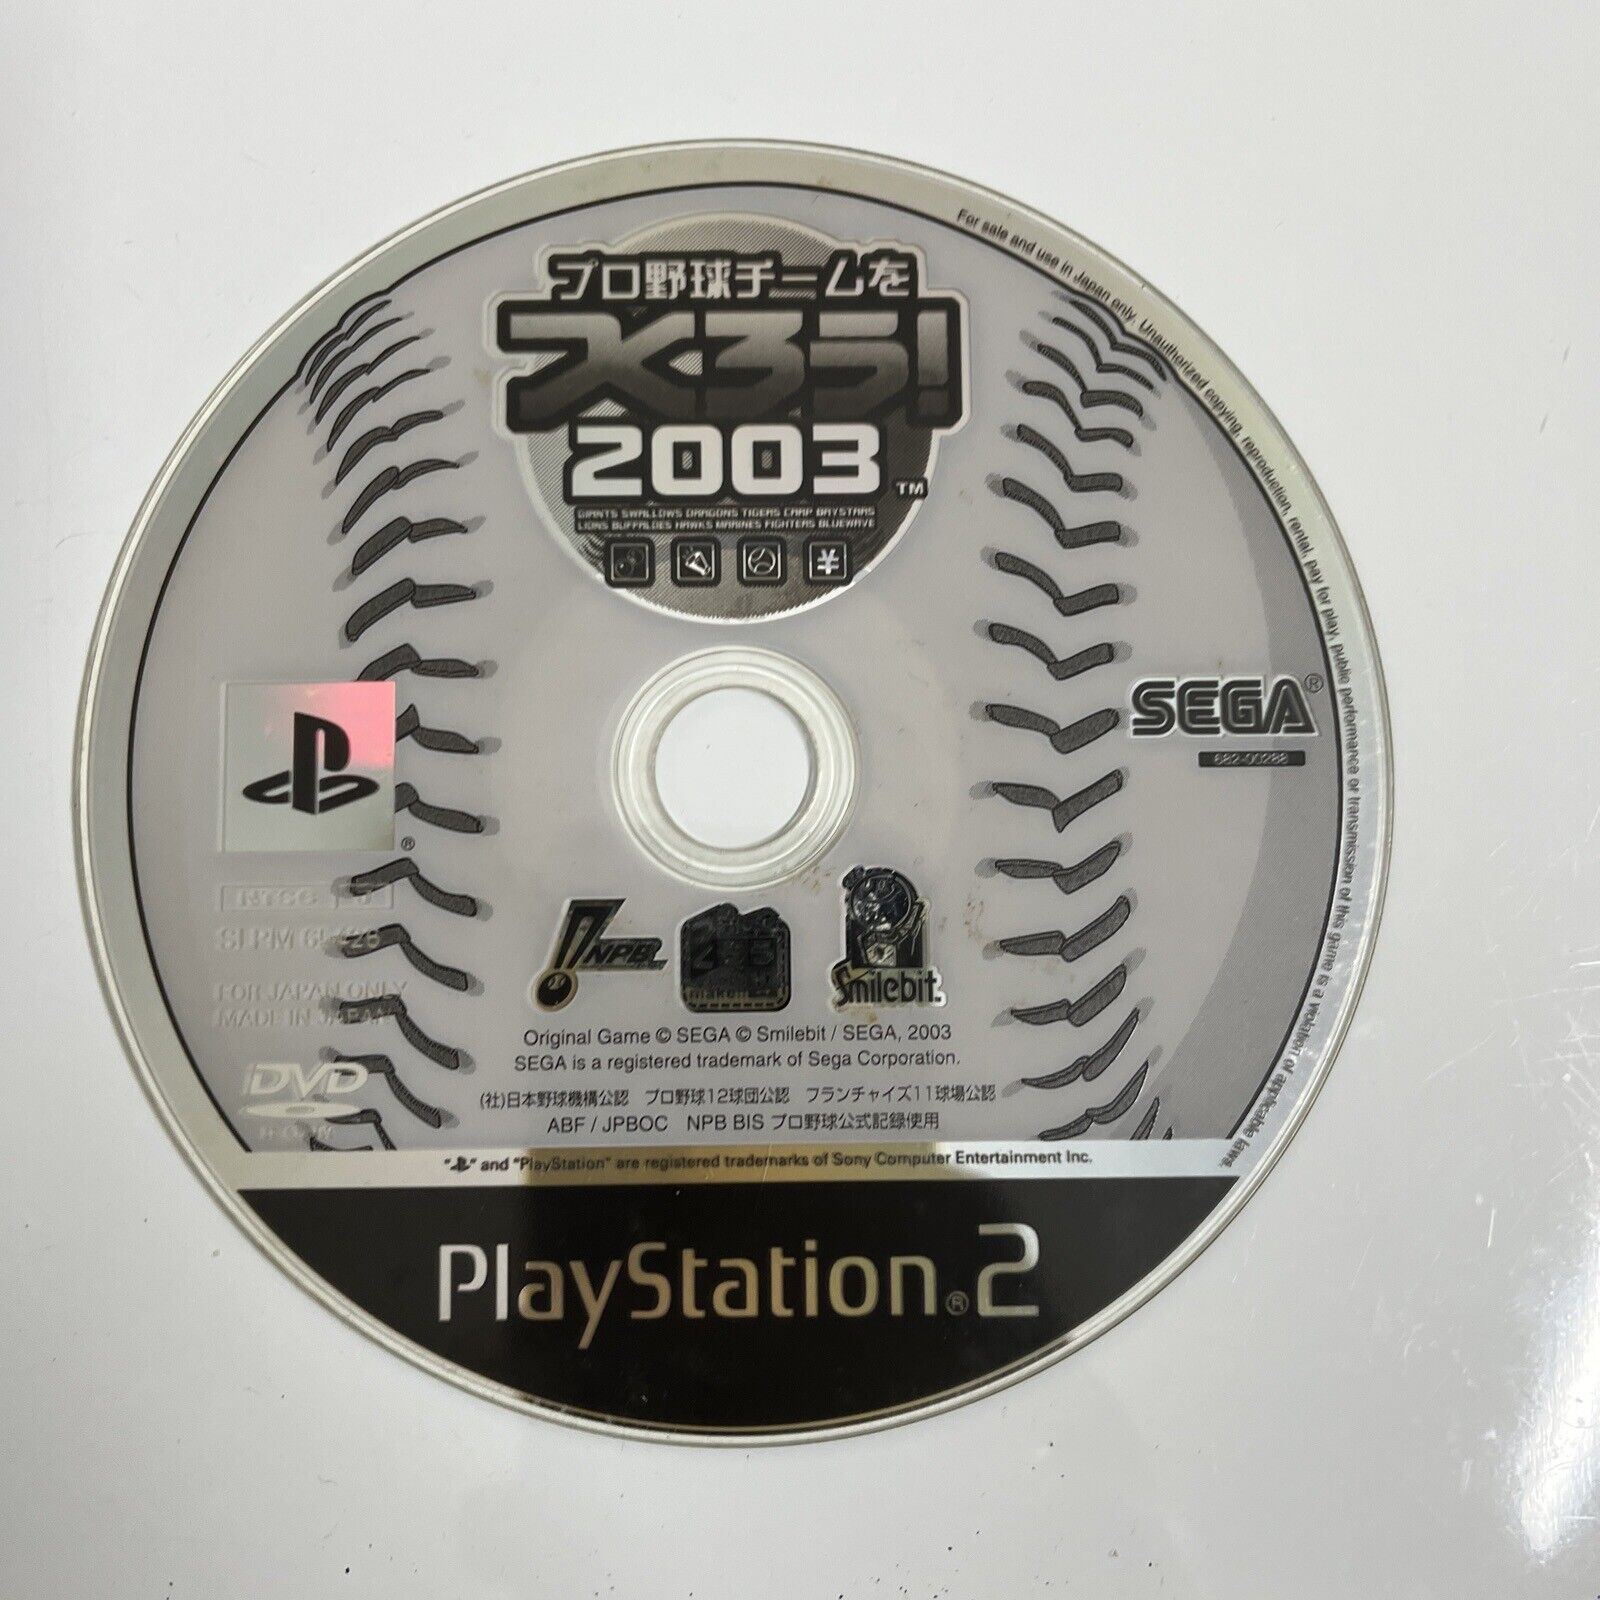 プロ野球チームを
つくろう!
2003 TM
GIANTS SWALLOWS DRAGONS TIGERS CARP BAYSTARS
LIONS BUFFALOES HAWKS MARINES FIGHTERS BLUEWAVE
¥
For sale and use in Japan only. Unauthorized copying, reproduction, rental, pay for play, public performance or transmission of this game is a violation of applicable laws.
SEGA®
682-00288
®
NTSC J
SLPM
FOR JAPAN ONLY
MADE IN JAPAN
DVD
NPB
Smilebit.
Original Game © SEGA © Smilebit / SEGA, 2003
SEGA is a registered trademark of Sega Corporation.
(社)日本野球機構公認 プロ野球12球団公認 フランチャイズ11球場公認
ABF / JPBOC NPB BIS プロ野球公式記録使用
" " and "PlayStation" are registered trademarks of Sony Computer Entertainment Inc.
PlayStation®2